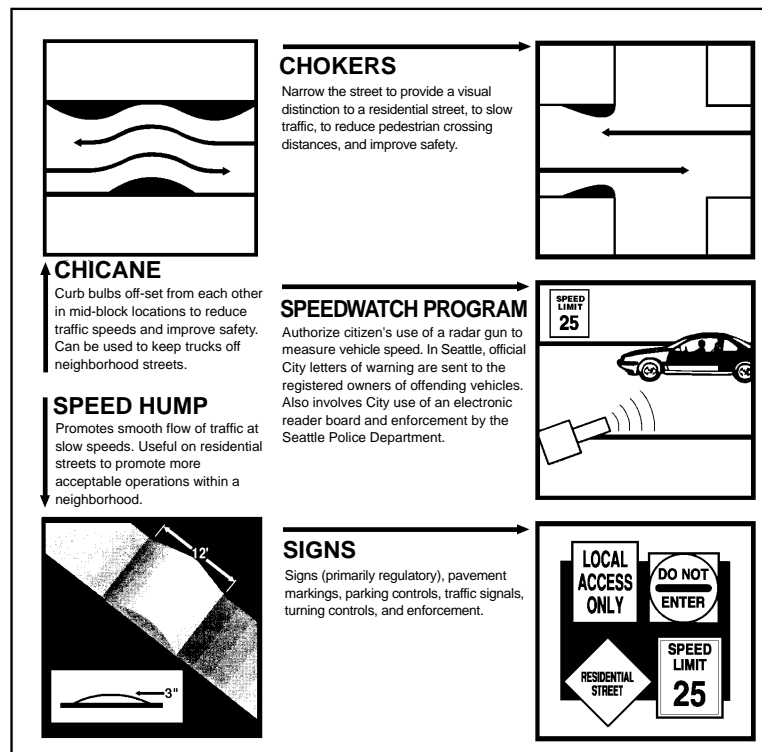 CHOKERS
Narrow the street to provide a visual
distinction to a residential street, to slow
traffic, to reduce pedestrian crossing
distances, and improve safety.
CHICANE
Curb bulbs off-set from each other
in mid-block locations to reduce
traffic speeds and improve safety.
Can be used to keep trucks off
neighborhood streets.
SPEEDWATCH PROGRAM
Authorize citizen's use of a radar gun to
measure vehicle speed. In Seattle, official
City letters of warning are sent to the
registered owners of offending vehicles.
Also involves City use of an electronic
reader board and enforcement by the
Seattle Police Department.
SPEED
LIMIT
25
SPEED HUMP
Promotes smooth flow of traffic at
slow speeds. Useful on residential
streets to promote more
acceptable operations within a
neighborhood.
12'
3"
SIGNS
Signs (primarily regulatory), pavement
markings, parking controls, traffic signals,
turning controls, and enforcement.
LOCAL
ACCESS
ONLY
DO NOT
ENTER
RESIDENTIAL
STREET
SPEED
LIMIT
25